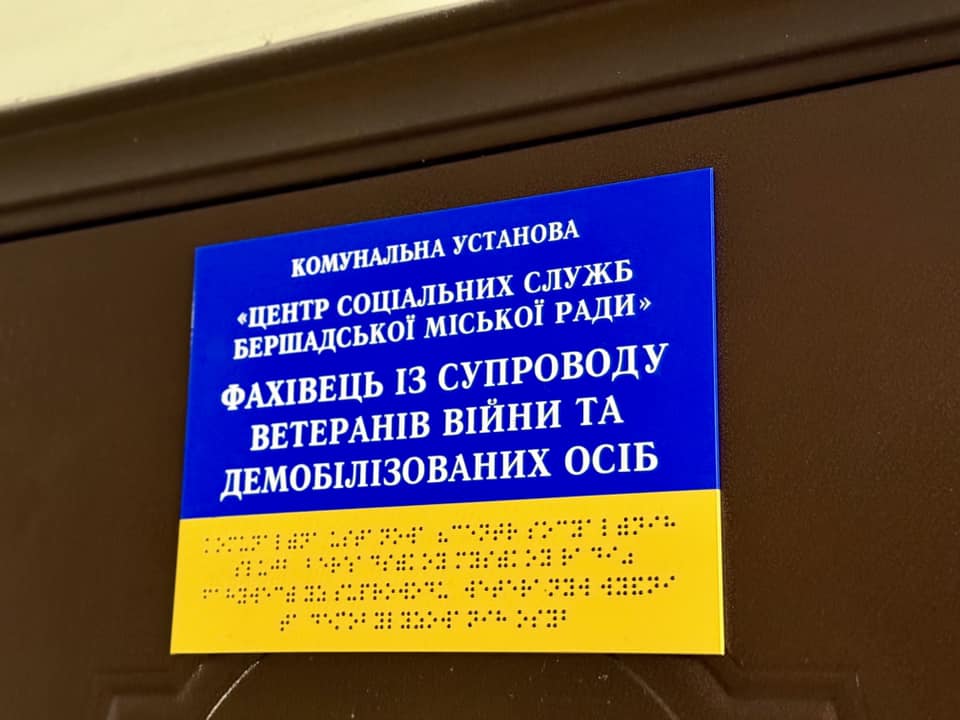 КОМУНАЛЬНА УСТАНОВА
«ЦЕНТР СОЦІАЛЬНИХ СЛУЖБ
БЕРШАДСЬКОЇ МІСЬКОЇ РАДИ»
ФАХІВЕЦЬ ІЗ СУПРОВОДУ
ВЕТЕРАНІВ ВІЙНИ ТА
ДЕМОБІЛІЗОВАНИХ ОСІБ